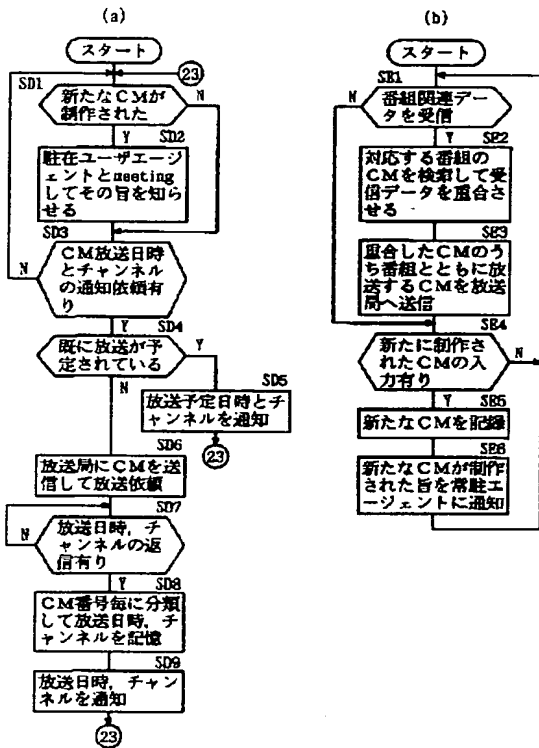 (a)
スタート
23
SD1
新たなCMが
制作された
N
Y
SD2
駐在ユーザエージ
ェントとmeeting
してその旨を知ら
せる
SD3
CM放送日時
とチャンネル
の通知依頼有
り
N
Y
SD4
既に放送が予
定されている
Y
N
SD5
放送予定日時とチ
ャンネルを通知
23
SD6
放送局にCMを送
信して放送依頼
SD7
放送日時，チ
ャンネルの返
信有り
N
Y
SD8
CM番号毎に分類
して放送日時，チ
ャンネルを記憶
SD9
放送日時，チャン
ネルを通知
23
(b)
スタート
SE1
番組関連デー
タを受信
N
Y
SE2
対応する番組の
CMを検索して受
信データを重合さ
せる
SE3
重合したCMのう
ち番組とともに放
送するCMを放送
局へ送信
SE4
新たに制作さ
れたCMの入
力有り
N
Y
SE5
新たなCMを記録
SE6
新たなCMが制作
された旨を常駐エ
ージェントに通知